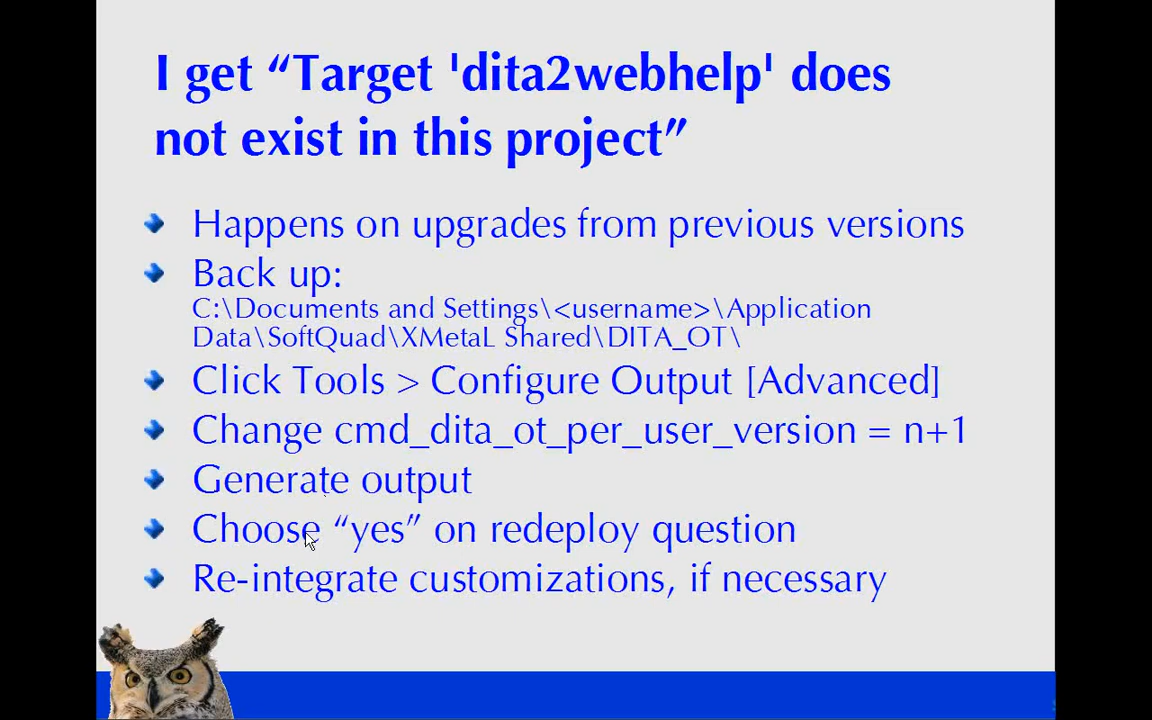 I get “Target 'dita2webhelp' does
not exist in this project”
Happens on upgrades from previous versions
Back up:
C:\Documents and Settings\<username>\Application
Data\SoftQuad\XMetaL Shared\DITA_OT\
Click Tools > Configure Output [Advanced]
Change cmd_dita_ot_per_user_version = n+1
Generate output
Choose “yes” on redeploy question
Re-integrate customizations, if necessary